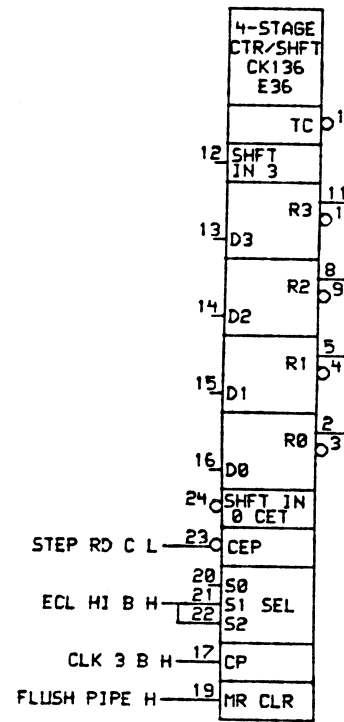 4-STAGE
CTR/SHFT
CK136
E36
TC 1
12 SHFT
IN 3
11
R3 1
13 D3
8
R2 9
14 D2
5
R1 4
15 D1
2
R0 3
16 D0
24 SHFT IN
0 CET
STEP RD C L 23 CEP
20 S0
ECL HI B H 21 S1 SEL
22 S2
CLK 3 B H 17 CP
FLUSH PIPE H 19 MR CLR